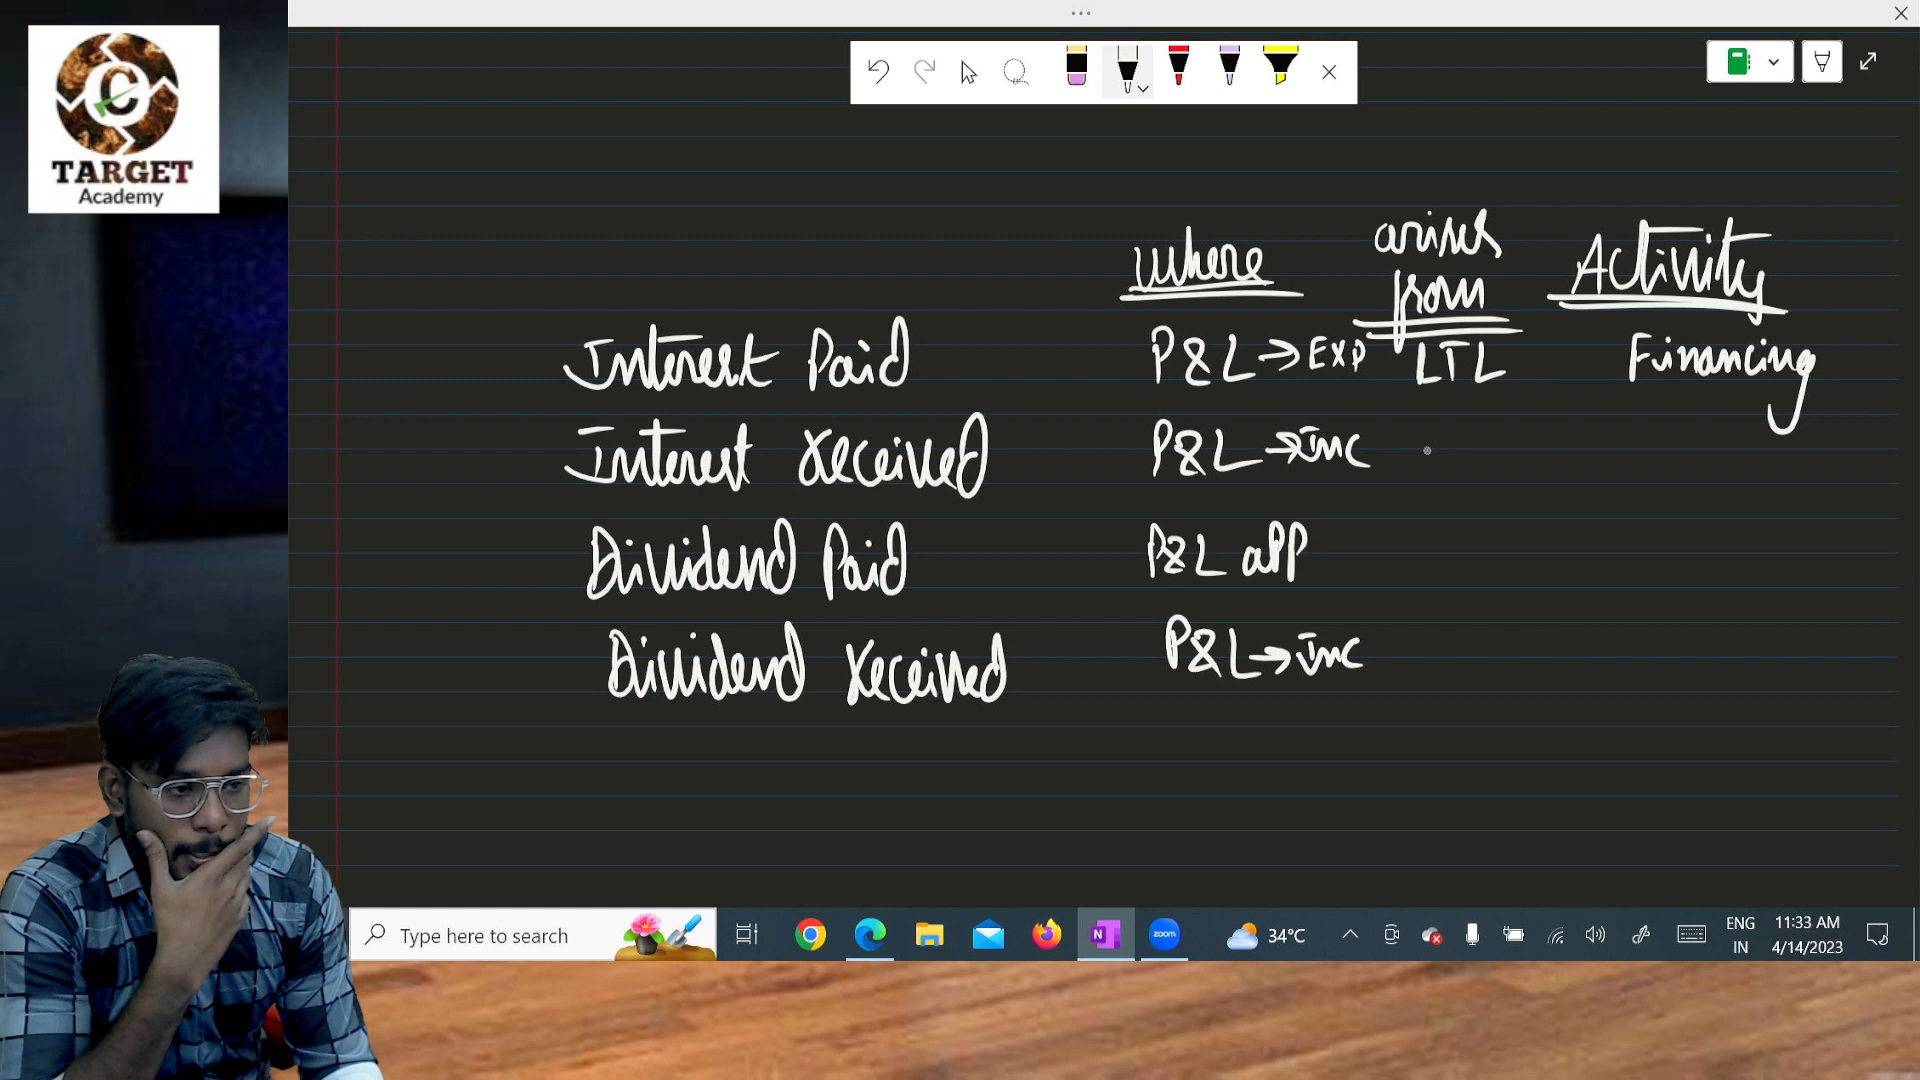 TARGET
Academy
where
arises
from
Activity
Interest Paid
P&L → Exp
LTL
Financing
Interest received
P&L → inc
Dividend Paid
P&L app
Dividend received
P&L → inc
Type here to search
zoom
34°C
ENG
IN
11:33 AM
4/14/2023